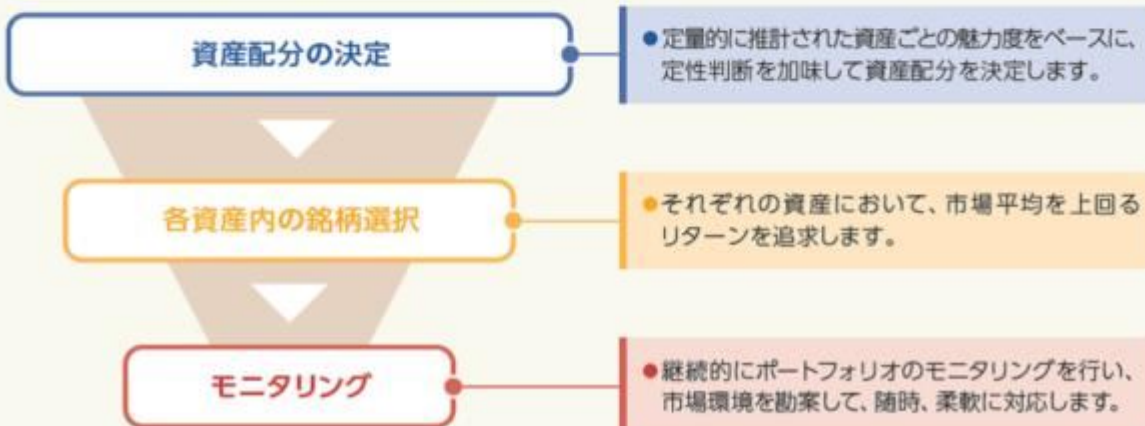 資産配分の決定
●定量的に推計された資産ごとの魅力度をベースに、
定性判断を加味して資産配分を決定します。
各資産内の銘柄選択
●それぞれの資産において、市場平均を上回る
リターンを追求します。
モニタリング
●継続的にポートフォリオのモニタリングを行い、
市場環境を勘案して、随時、柔軟に対応します。